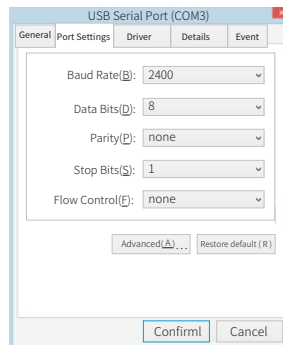 USB Serial Port (COM3)
General Port Settings Driver Details Event
Baud Rate(B): 2400
Data Bits(D): 8
Parity(P): none
Stop Bits(S): 1
Flow Control(F): none
Advanced(A)... Restore default ( R )
Confirml Cancel